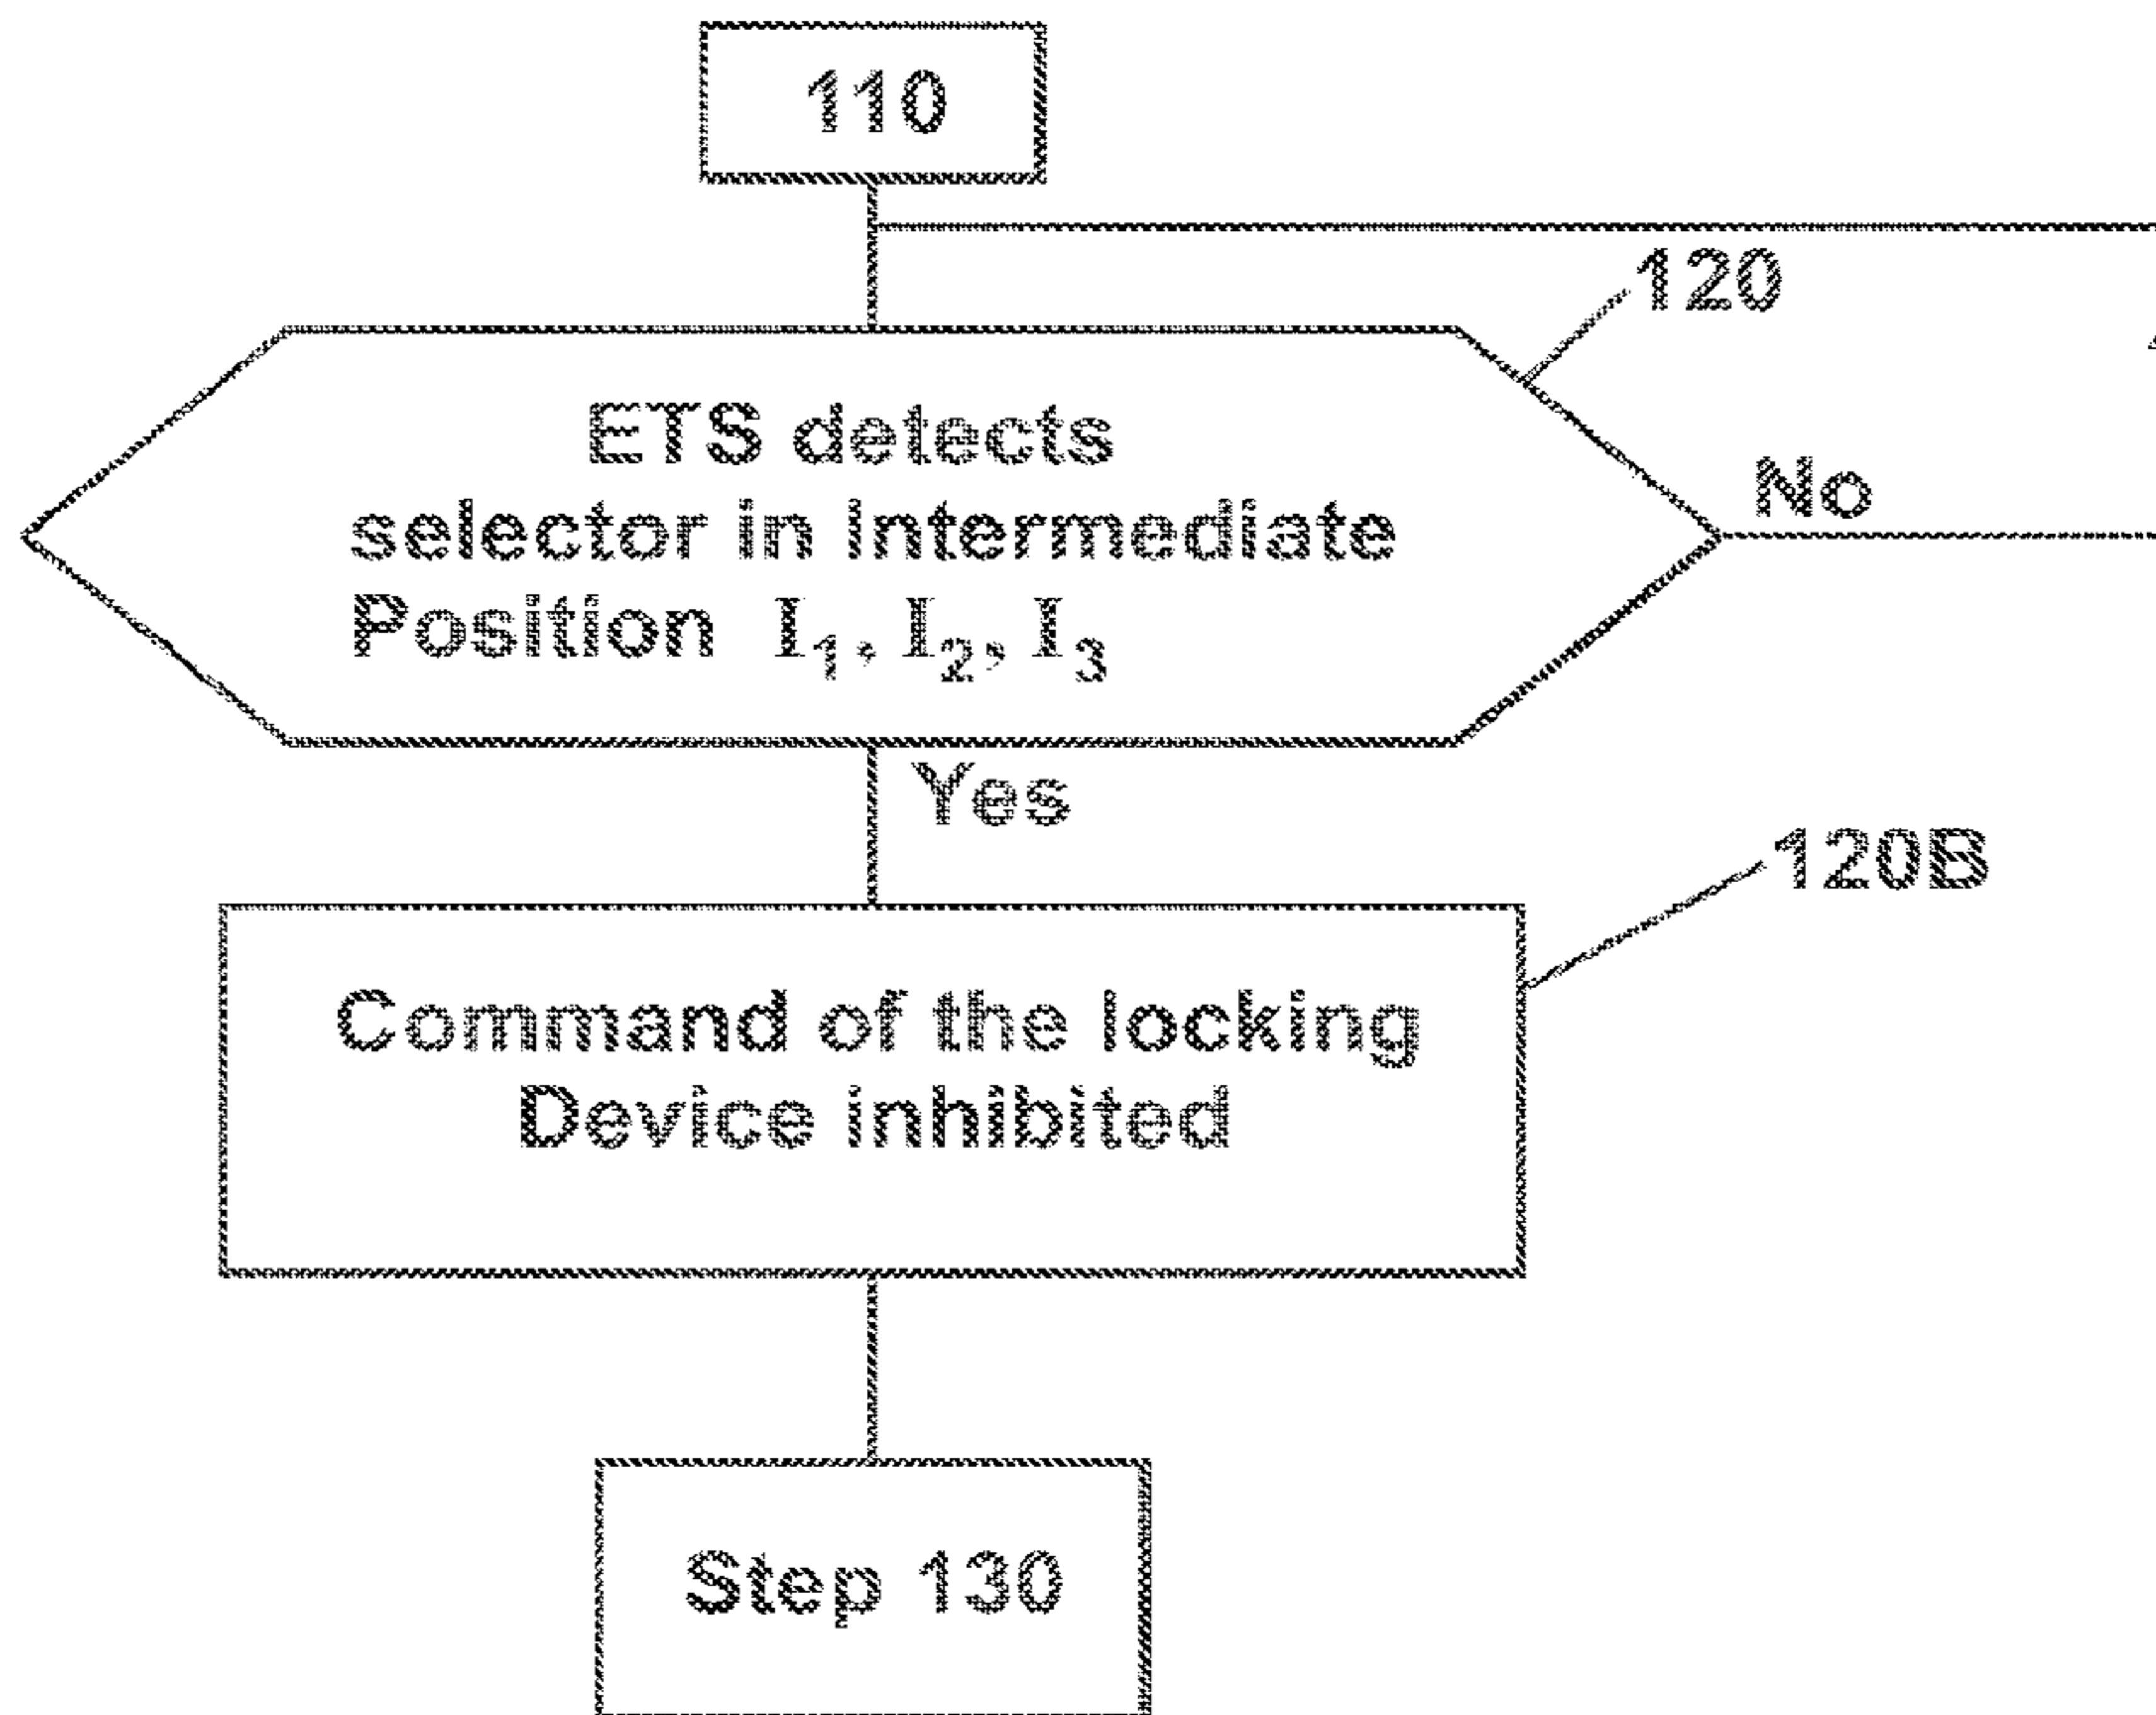 110
120
ETS detects
selector in Intermediate
Position I₁, I₂, I₃
No
Yes
120B
Command of the locking
Device inhibited
Step 130